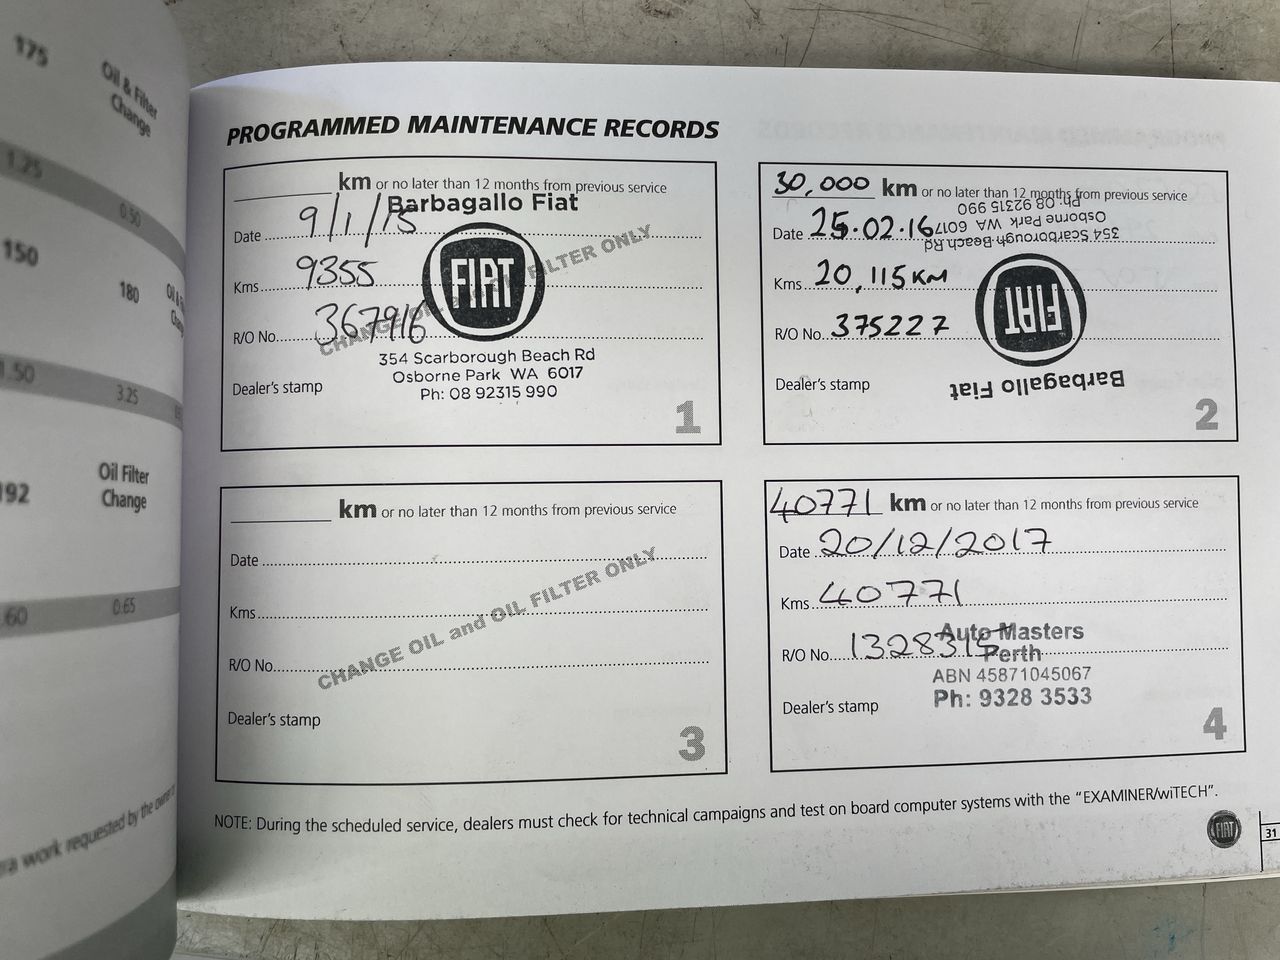 175
Oil & Filter
Change
1.25
0.50
150
180
1.50
3.25
192
Oil Filter
Change
60
0.65
work requested by the owner
PROGRAMMED MAINTENANCE RECORDS
km or no later than 12 months from previous service
Barbagallo Fiat
Date 9/1/15
Kms 9355
R/O No. 367916
CHANGE OIL and OIL FILTER ONLY
FIAT
354 Scarborough Beach Rd
Osborne Park WA 6017
Ph: 08 92315 990
Dealer's stamp
1
30,000 km or no later than 12 months from previous service
Date 25.02.16
Kms 20,115KM
R/O No. 375227
Dealer's stamp
Barbagallo Fiat
FIAT
354 Scarborough Beach Rd
Osborne Park WA 6017
Ph: 08 92315 990
2
km or no later than 12 months from previous service
Date
Kms
R/O No.
CHANGE OIL and OIL FILTER ONLY
Dealer's stamp
3
40771 km or no later than 12 months from previous service
Date 20/12/2017
Kms 40771
R/O No. 1328315
Auto Masters
Perth
ABN 45871045067
Ph: 9328 3533
Dealer's stamp
4
NOTE: During the scheduled service, dealers must check for technical campaigns and test on board computer systems with the "EXAMINER/wiTECH".
FIAT
31